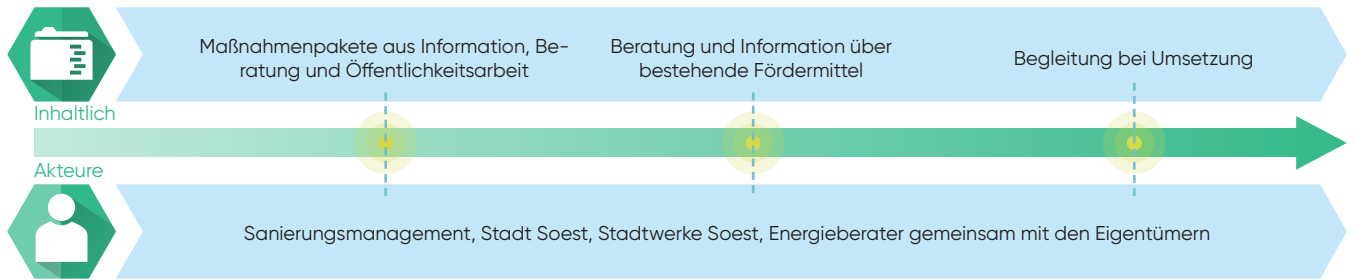 Maßnahmenpakete aus Information, Be-
ratung und Öffentlichkeitsarbeit
Beratung und Information über
bestehende Fördermittel
Begleitung bei Umsetzung
Inhaltlich
Akteure
Sanierungsmanagement, Stadt Soest, Stadtwerke Soest, Energieberater gemeinsam mit den Eigentümern